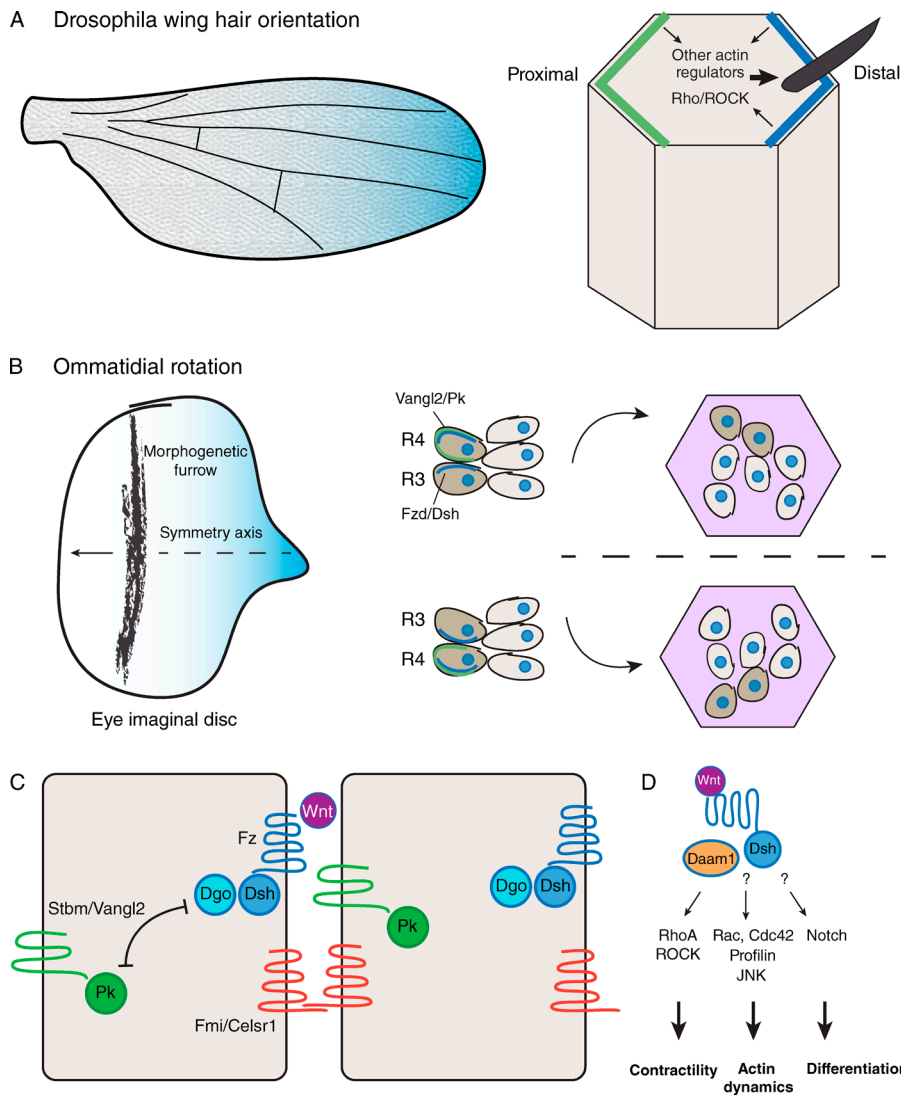 A Drosophila wing hair orientation
Proximal
Other actin
regulators
Rho/ROCK
Distal
B Ommatidial rotation
Morphogenetic
furrow
Symmetry axis
Eye imaginal disc
Vangl2/Pk
R4
R3
Fzd/Dsh
R3
R4
C
Wnt
Fz
Dgo
Dsh
Stbm/Vangl2
Pk
Fmi/Celsr1
Pk
Dgo
Dsh
D
Wnt
Daam1
Dsh
? ?
RhoA
ROCK
Rac, Cdc42
Profilin
JNK
Notch
Contractility
Actin
dynamics
Differentiation